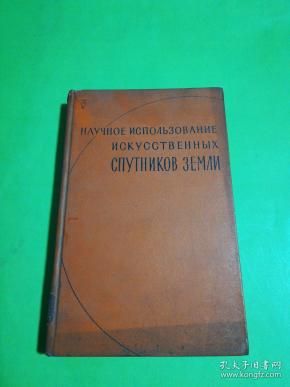 НАУЧНОЕ ИСПОЛЬЗОВАНИЕ
ИСКУССТВЕННЫХ
СПУТНИКОВ ЗЕМЛИ
孔夫子旧书网
www.kongfz.com